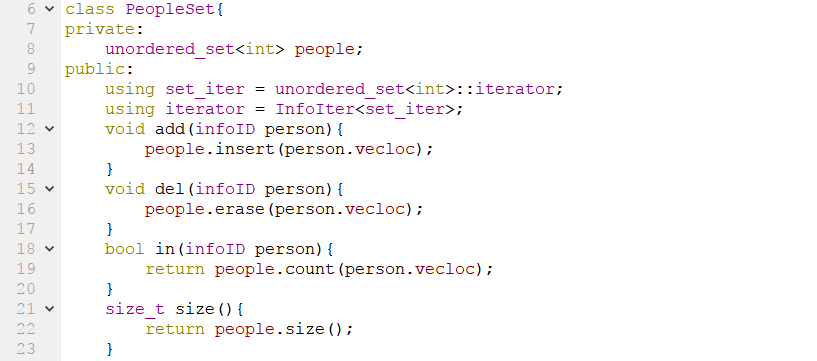 6 class PeopleSet{
7 private:
8     unordered_set<int> people;
9 public:
10     using set_iter = unordered_set<int>::iterator;
11     using iterator = InfoIter<set_iter>;
12     void add(infoID person){
13         people.insert(person.vecloc);
14     }
15     void del(infoID person){
16         people.erase(person.vecloc);
17     }
18     bool in(infoID person){
19         return people.count(person.vecloc);
20     }
21     size_t size(){
22         return people.size();
23     }